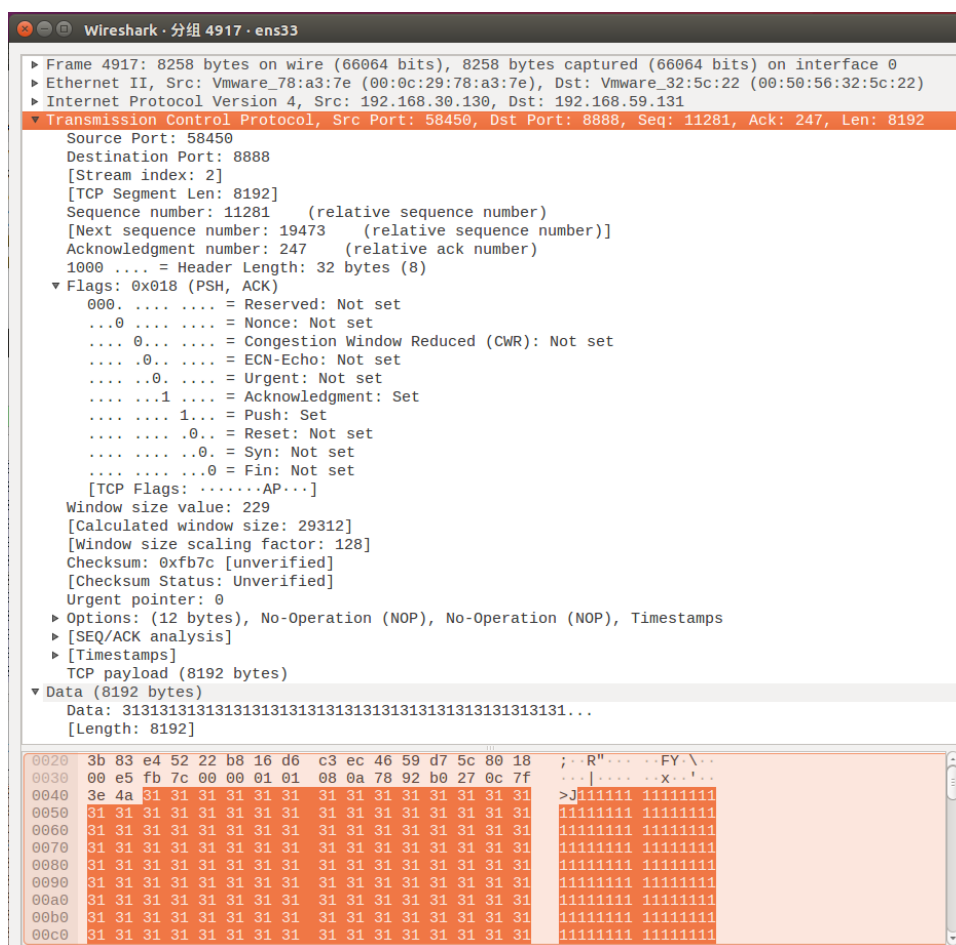 Wireshark · 分组 4917 · ens33
Frame 4917: 8258 bytes on wire (66064 bits), 8258 bytes captured (66064 bits) on interface 0
Ethernet II, Src: Vmware_78:a3:7e (00:0c:29:78:a3:7e), Dst: Vmware_32:5c:22 (00:50:56:32:5c:22)
Internet Protocol Version 4, Src: 192.168.30.130, Dst: 192.168.59.131
Transmission Control Protocol, Src Port: 58450, Dst Port: 8888, Seq: 11281, Ack: 247, Len: 8192
Source Port: 58450
Destination Port: 8888
[Stream index: 2]
[TCP Segment Len: 8192]
Sequence number: 11281    (relative sequence number)
[Next sequence number: 19473    (relative sequence number)]
Acknowledgment number: 247    (relative ack number)
1000 .... = Header Length: 32 bytes (8)
Flags: 0x018 (PSH, ACK)
000. .... .... = Reserved: Not set
...0 .... .... = Nonce: Not set
.... 0... .... = Congestion Window Reduced (CWR): Not set
.... .0.. .... = ECN-Echo: Not set
.... ..0. .... = Urgent: Not set
.... ...1 .... = Acknowledgment: Set
.... .... 1... = Push: Set
.... .... .0.. = Reset: Not set
.... .... ..0. = Syn: Not set
.... .... ...0 = Fin: Not set
[TCP Flags: ·······AP···]
Window size value: 229
[Calculated window size: 29312]
[Window size scaling factor: 128]
Checksum: 0xfb7c [unverified]
[Checksum Status: Unverified]
Urgent pointer: 0
Options: (12 bytes), No-Operation (NOP), No-Operation (NOP), Timestamps
[SEQ/ACK analysis]
[Timestamps]
TCP payload (8192 bytes)
Data (8192 bytes)
Data: 313131313131313131313131313131313131313131313131...
[Length: 8192]
0020  3b 83 e4 52 22 b8 16 d6  c3 ec 46 59 d7 5c 80 18   ;··R"··· ··FY·\··
0030  00 e5 fb 7c 00 00 01 01  08 0a 78 92 b0 27 0c 7f   ···|···· ··x··'··
0040  3e 4a 31 31 31 31 31 31  31 31 31 31 31 31 31 31   >J111111 11111111
0050  31 31 31 31 31 31 31 31  31 31 31 31 31 31 31 31   11111111 11111111
0060  31 31 31 31 31 31 31 31  31 31 31 31 31 31 31 31   11111111 11111111
0070  31 31 31 31 31 31 31 31  31 31 31 31 31 31 31 31   11111111 11111111
0080  31 31 31 31 31 31 31 31  31 31 31 31 31 31 31 31   11111111 11111111
0090  31 31 31 31 31 31 31 31  31 31 31 31 31 31 31 31   11111111 11111111
00a0  31 31 31 31 31 31 31 31  31 31 31 31 31 31 31 31   11111111 11111111
00b0  31 31 31 31 31 31 31 31  31 31 31 31 31 31 31 31   11111111 11111111
00c0  31 31 31 31 31 31 31 31  31 31 31 31 31 31 31 31   11111111 11111111